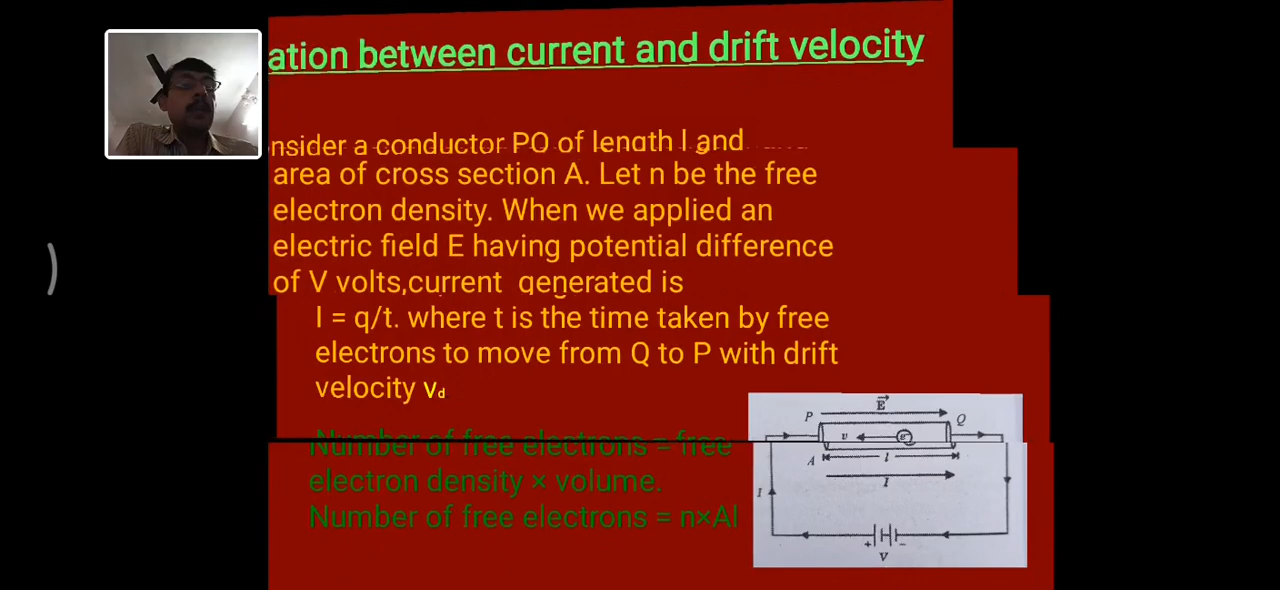 ation between current and drift velocity
nsider a conductor PQ of length l and
area of cross section A. Let n be the free
electron density. When we applied an
electric field E having potential difference
of V volts,current generated is
I = q/t. where t is the time taken by free
electrons to move from Q to P with drift
velocity vd
Number of free electrons = free
electron density × volume.
Number of free electrons = n×Al
E
P
Q
v
e
A
l
I
I
+
-
V